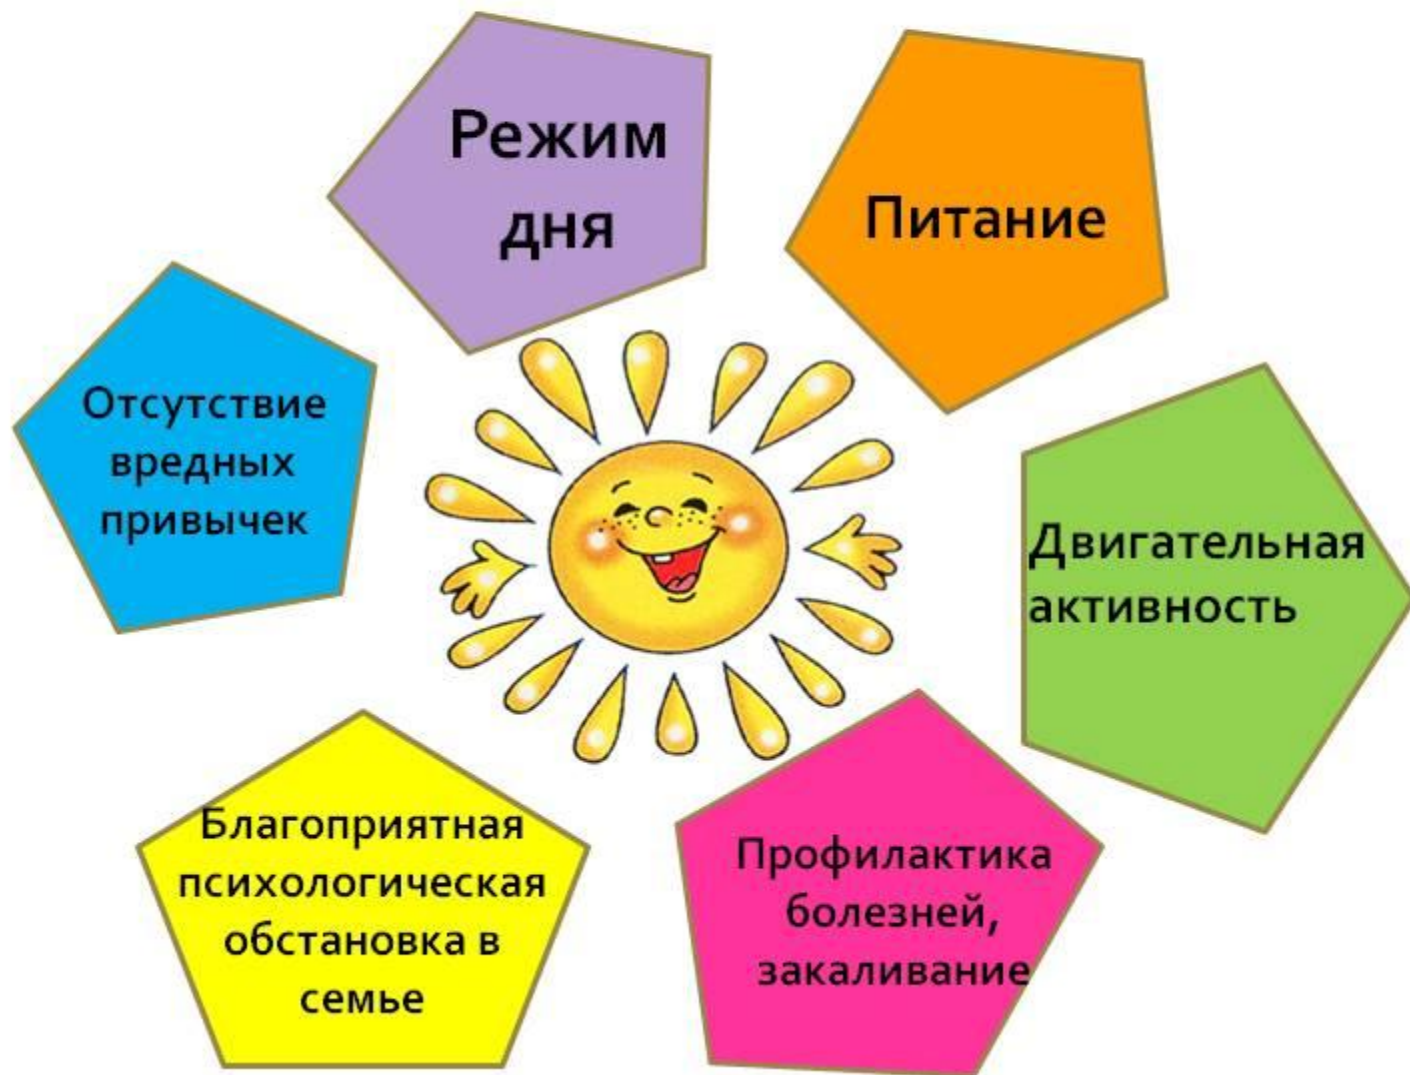 Режим
дня
Питание
Двигательная
активность
Профилактика
болезней,
закаливание
Благоприятная
психологическая
обстановка в
семье
Отсутствие
вредных
привычек